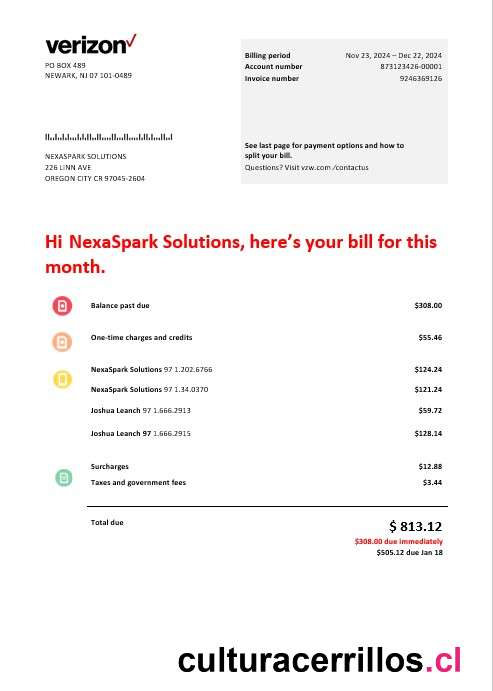 verizon
PO BOX 489
NEWARK, NJ 07 101-0489
Billing period Nov 23, 2024 – Dec 22, 2024
Account number 873123426-00001
Invoice number 9246369126
See last page for payment options and how to
split your bill.
Questions? Visit vzw.com /contactus
NEXASPARK SOLUTIONS
226 LINN AVE
OREGON CITY CR 97045-2604
Hi NexaSpark Solutions, here's your bill for this
month.
Balance past due $308.00
One-time charges and credits $55.46
NexaSpark Solutions 97 1.202.6766 $124.24
NexaSpark Solutions 97 1.34.0370 $121.24
Joshua Leanch 97 1.666.2913 $59.72
Joshua Leanch 97 1.666.2915 $128.14
Surcharges $12.88
Taxes and government fees $3.44
Total due $ 813.12
$308.00 due immediately
$505.12 due Jan 18
culturacerrillos.cl